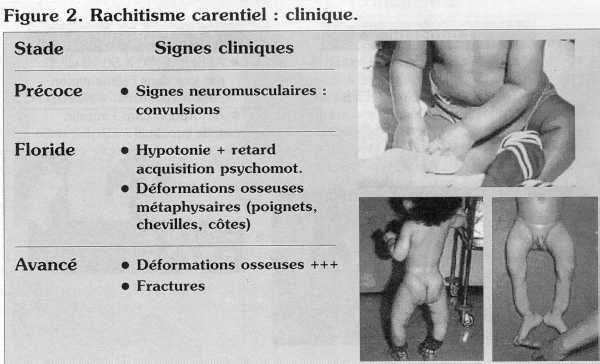 Figure 2. Rachitisme carentiel : clinique.
Stade Signes cliniques
Précoce ● Signes neuromusculaires :
convulsions
Floride ● Hypotonie + retard
acquisition psychomot.
● Déformations osseuses
métaphysaires (poignets,
chevilles, côtes)
Avancé ● Déformations osseuses +++
● Fractures